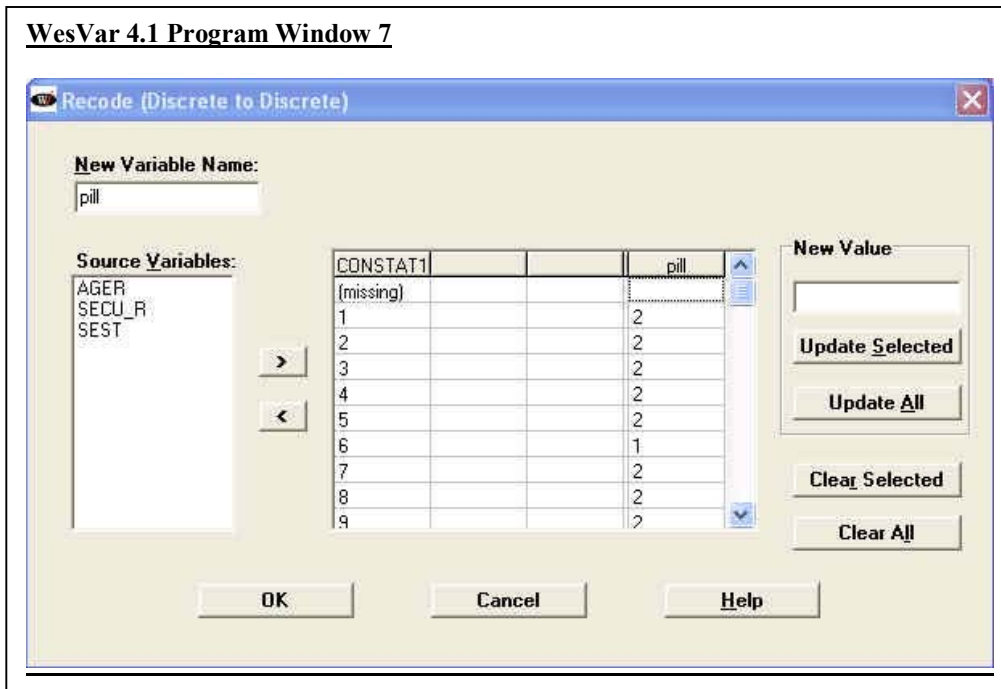 WesVar 4.1 Program Window 7
Recode (Discrete to Discrete)
New Variable Name:
pill
Source Variables:
AGER
SECU_R
SEST
>
<
CONSTAT1 pill
(missing)
1 2
2 2
3 2
4 2
5 2
6 1
7 2
8 2
9 2
New Value
Update Selected
Update All
Clear Selected
Clear All
OK Cancel Help